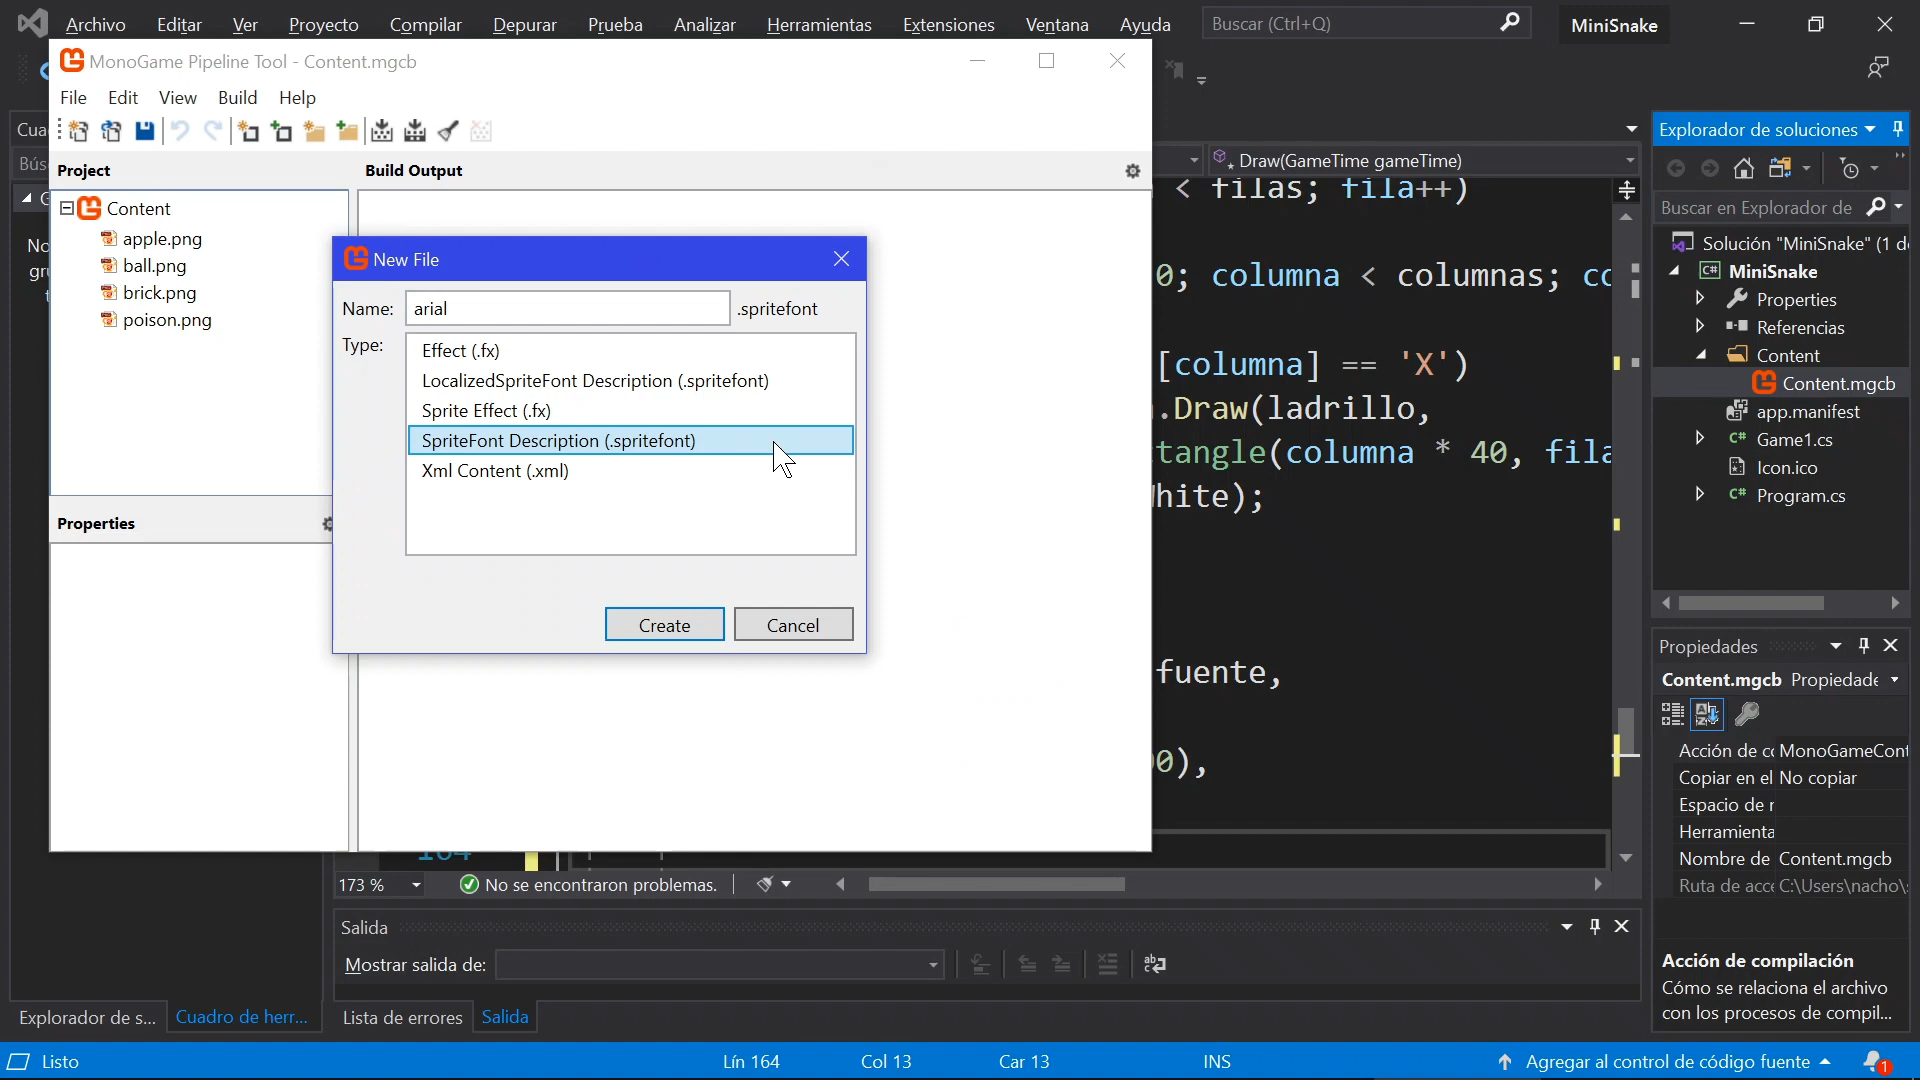 Archivo Editar Ver Proyecto Compilar Depurar Prueba Analizar Herramientas Extensiones Ventana Ayuda Buscar (Ctrl+Q) MiniSnake
MonoGame Pipeline Tool - Content.mgcb
File Edit View Build Help
Project
Build Output
Content
apple.png
ball.png
brick.png
poison.png
Properties
New File
Name: arial .spritefont
Type:
Effect (.fx)
LocalizedSpriteFont Description (.spritefont)
Sprite Effect (.fx)
SpriteFont Description (.spritefont)
Xml Content (.xml)
Create Cancel
Draw(GameTime gameTime)
< filas; fila++)
0; columna < columnas; co
[columna] == 'X')
.Draw(ladrillo,
tangle(columna * 40, fila
hite);
fuente,
0),
164
173 % No se encontraron problemas.
Salida
Mostrar salida de:
Explorador de s... Cuadro de herr... Lista de errores Salida
Explorador de soluciones
Buscar en Explorador de
Solución "MiniSnake" (1 de
C# MiniSnake
Properties
Referencias
Content
Content.mgcb
app.manifest
C# Game1.cs
Icon.ico
C# Program.cs
Propiedades
Content.mgcb Propiedade
Acción de co MonoGameCont
Copiar en el No copiar
Espacio de n
Herramienta
Nombre de Content.mgcb
Ruta de acce C:\Users\nacho\
Acción de compilación
Cómo se relaciona el archivo
con los procesos de compil...
Listo Lín 164 Col 13 Car 13 INS Agregar al control de código fuente 1